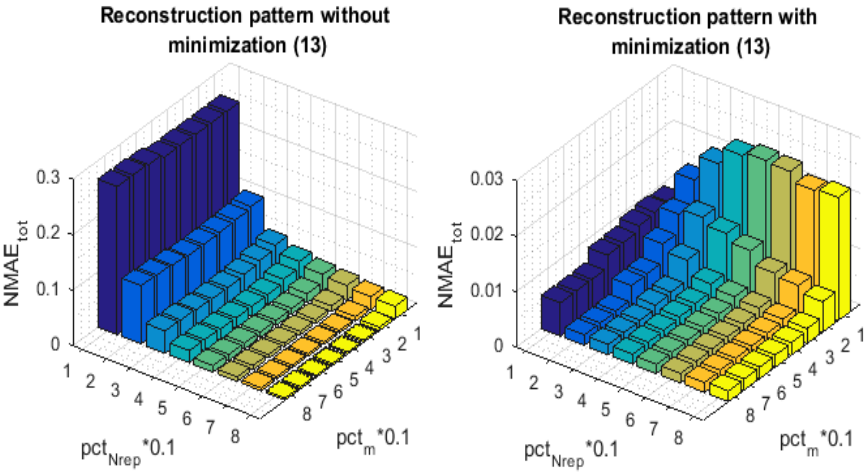 Reconstruction pattern without
minimization (13)
NMAE_tot
0.3
0.2
0.1
0
1 2 3 4 5 6 7 8
pct_Nrep*0.1
8 7 6 5 4 3 2 1
pct_m*0.1
Reconstruction pattern with
minimization (13)
NMAE_tot
0.03
0.02
0.01
0
1 2 3 4 5 6 7 8
pct_Nrep*0.1
8 7 6 5 4 3 2 1
pct_m*0.1